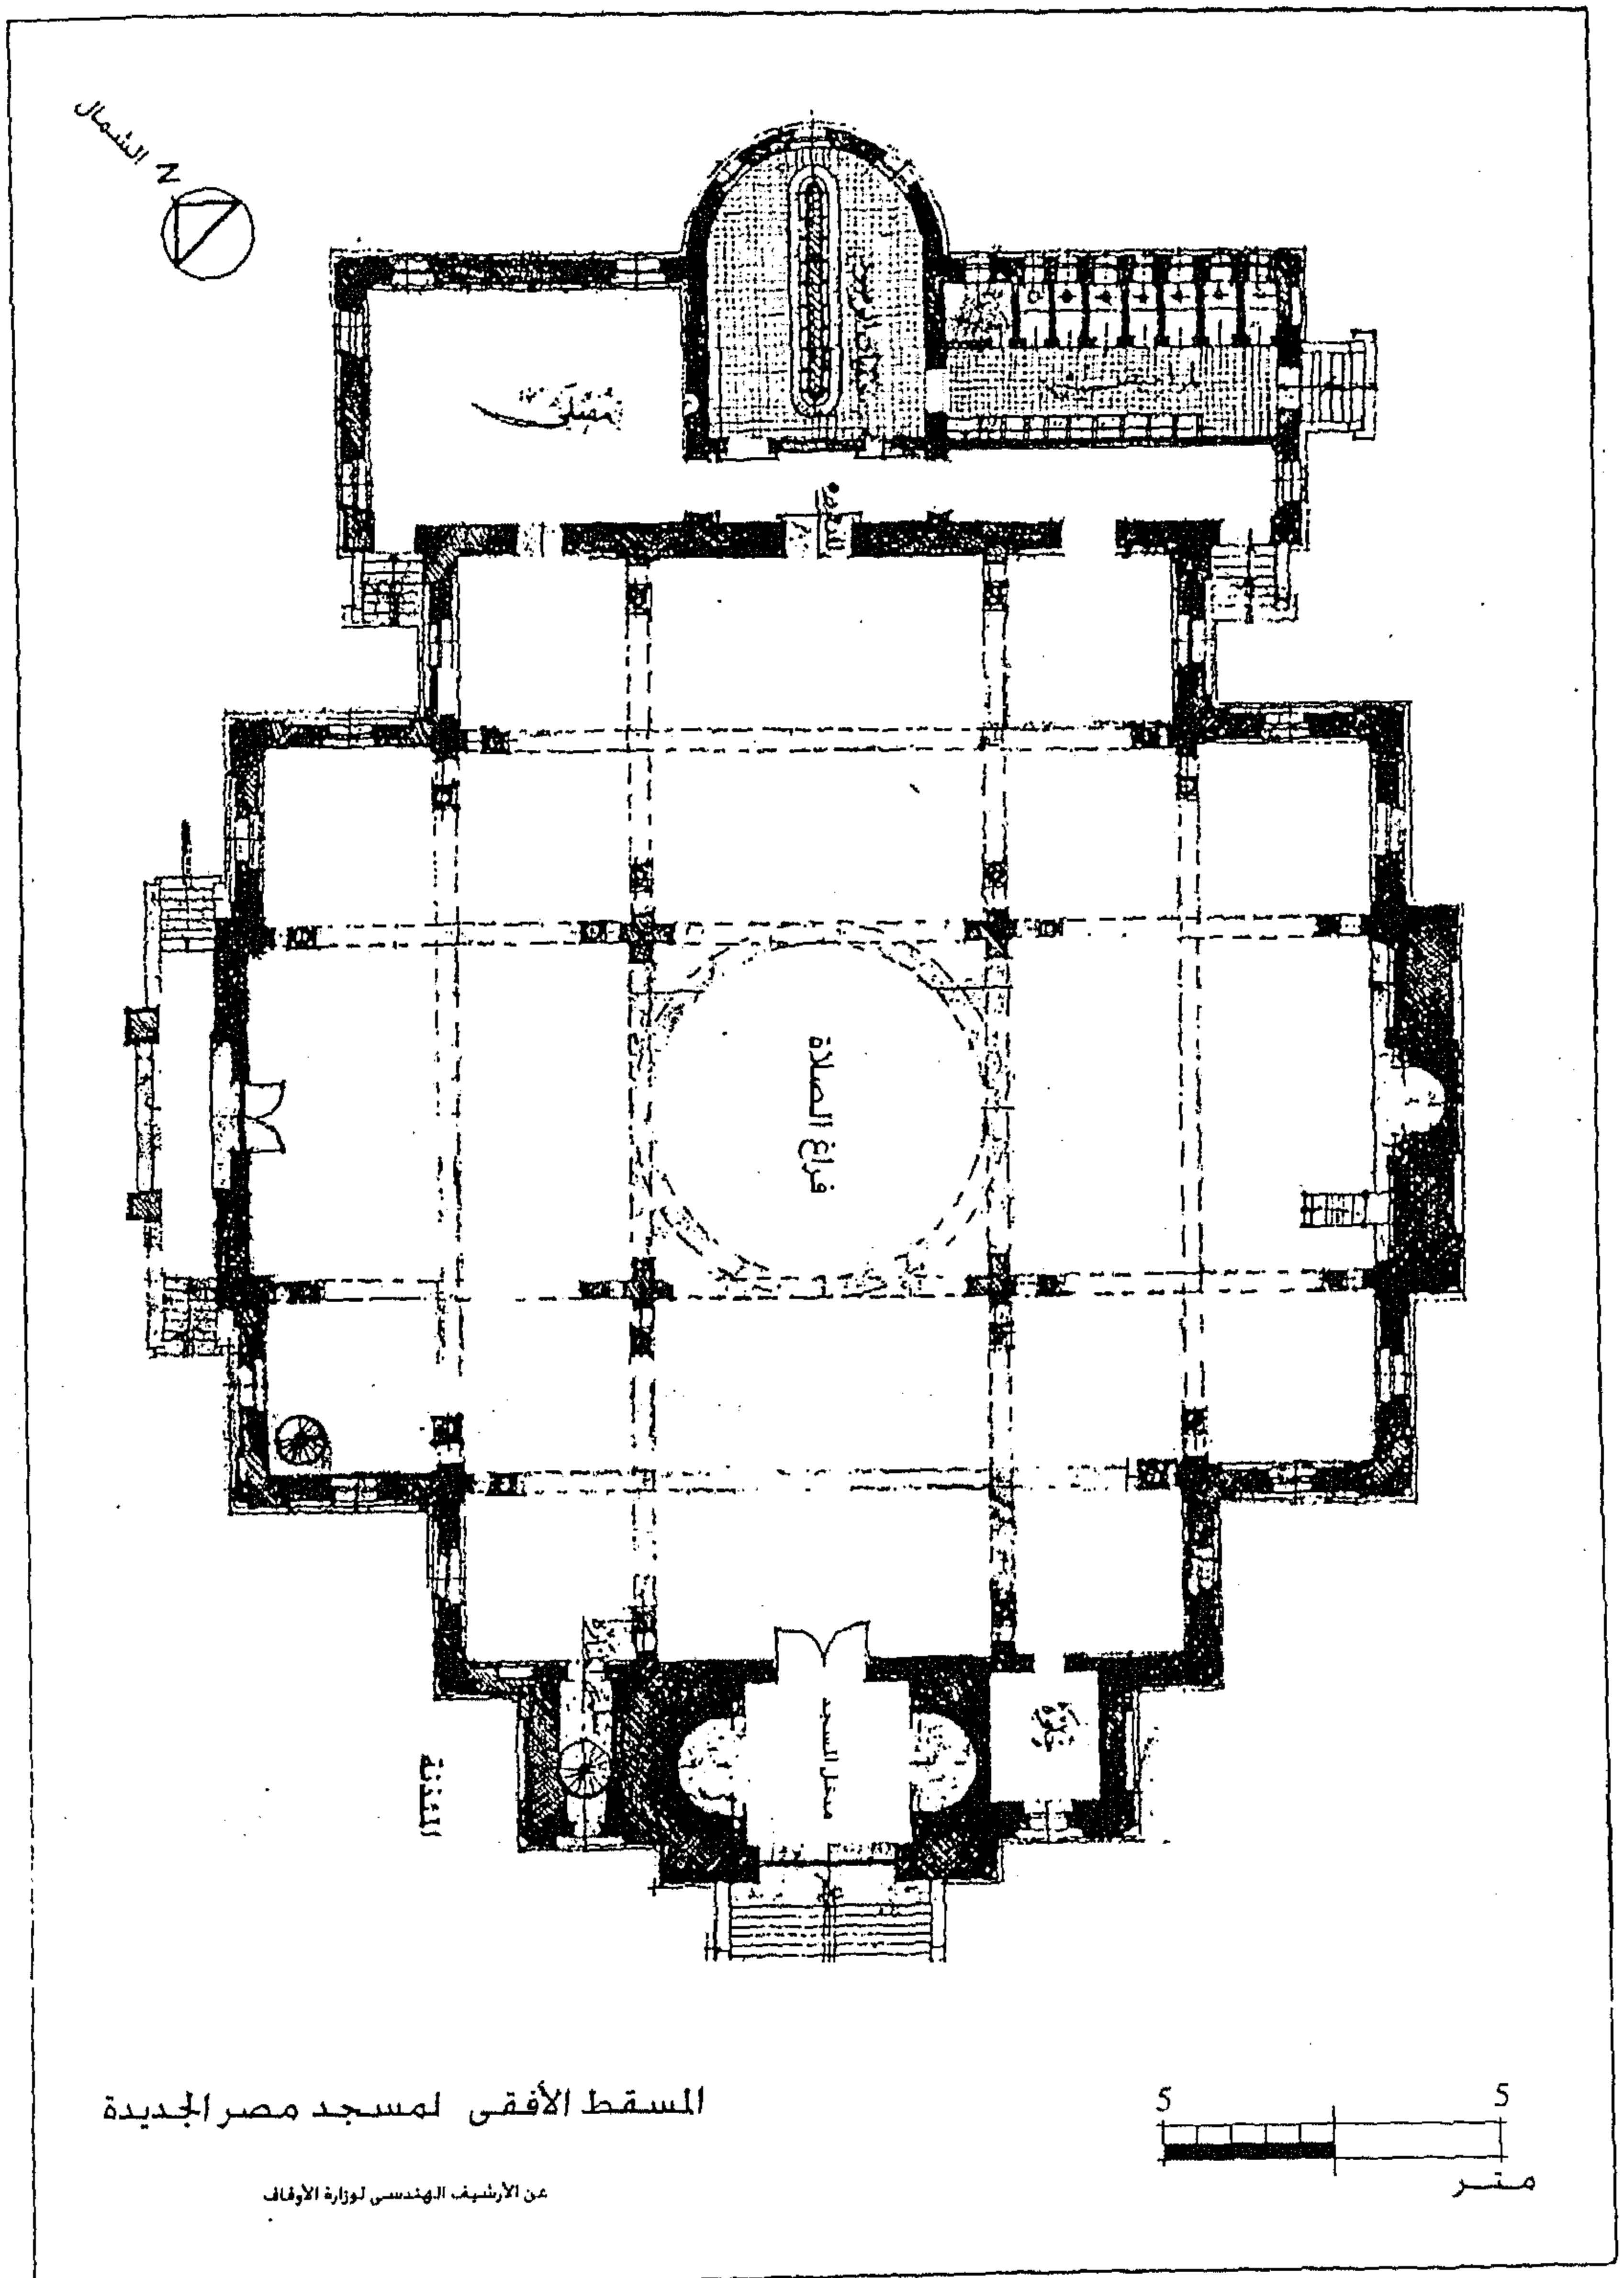 الشمال
N
فراغ الصلاة
مدخل المسجد
المئذنة
المسقط الأفقى لمسجد مصر الجديدة
عن الأرشيف الهندسى لوزارة الأوقاف
5 5
متر